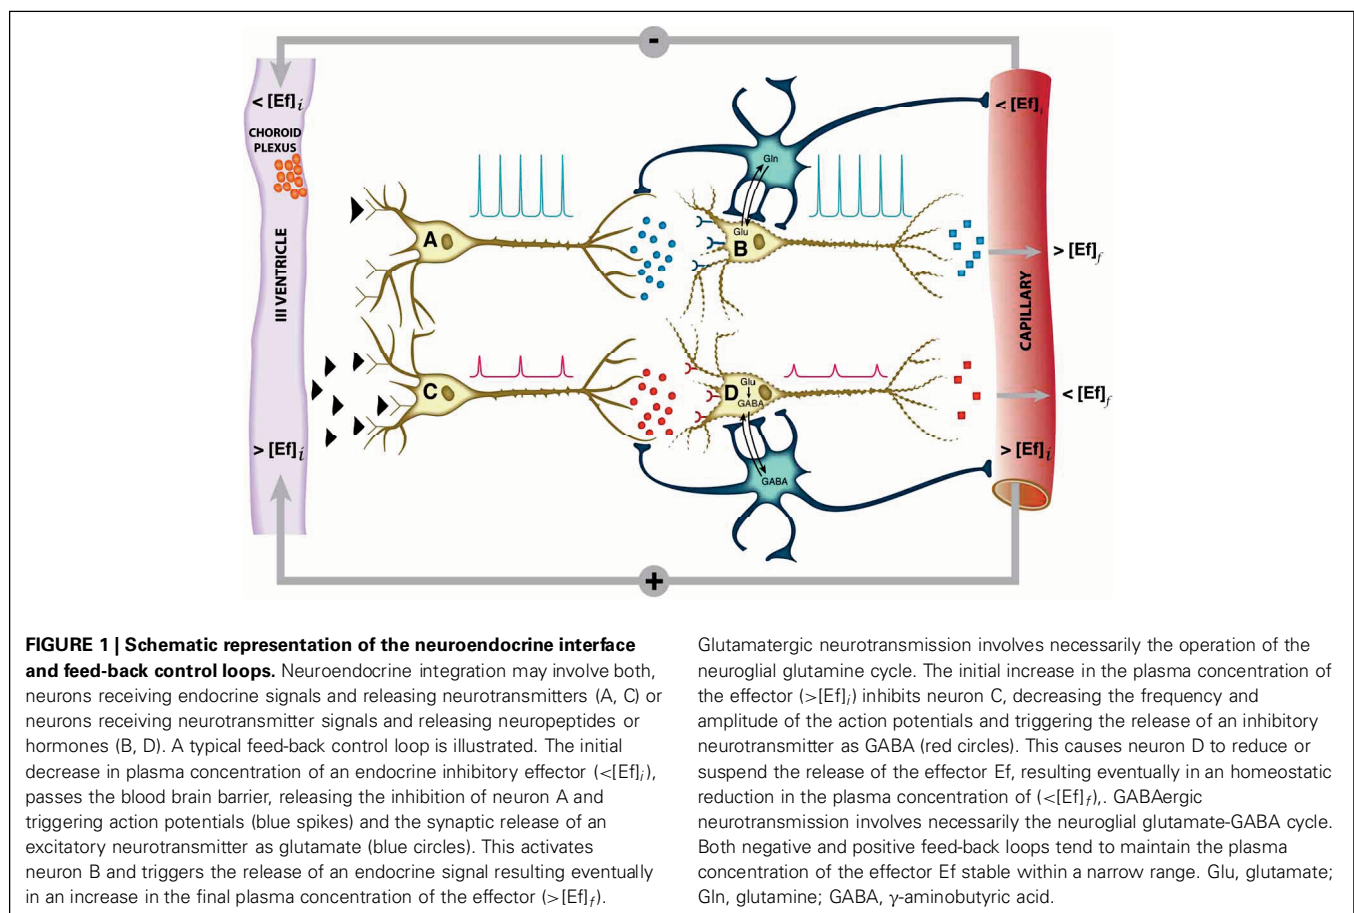 -
< [Ef]i
CHOROID
PLEXUS
III VENTRICLE
> [Ef]i
A
C
Gln
Glu
B
D
Glu
GABA
GABA
< [Ef]i
> [Ef]f
CAPILLARY
< [Ef]f
> [Ef]i
+
FIGURE 1 | Schematic representation of the neuroendocrine interface
and feed-back control loops. Neuroendocrine integration may involve both,
neurons receiving endocrine signals and releasing neurotransmitters (A, C) or
neurons receiving neurotransmitter signals and releasing neuropeptides or
hormones (B, D). A typical feed-back control loop is illustrated. The initial
decrease in plasma concentration of an endocrine inhibitory effector (<[Ef]i),
passes the blood brain barrier, releasing the inhibition of neuron A and
triggering action potentials (blue spikes) and the synaptic release of an
excitatory neurotransmitter as glutamate (blue circles). This activates
neuron B and triggers the release of an endocrine signal resulting eventually
in an increase in the final plasma concentration of the effector (>[Ef]f).
Glutamatergic neurotransmission involves necessarily the operation of the
neuroglial glutamine cycle. The initial increase in the plasma concentration of
the effector (>[Ef]i) inhibits neuron C, decreasing the frequency and
amplitude of the action potentials and triggering the release of an inhibitory
neurotransmitter as GABA (red circles). This causes neuron D to reduce or
suspend the release of the effector Ef, resulting eventually in an homeostatic
reduction in the plasma concentration of (<[Ef]f),. GABAergic
neurotransmission involves necessarily the neuroglial glutamate-GABA cycle.
Both negative and positive feed-back loops tend to maintain the plasma
concentration of the effector Ef stable within a narrow range. Glu, glutamate;
Gln, glutamine; GABA, γ-aminobutyric acid.